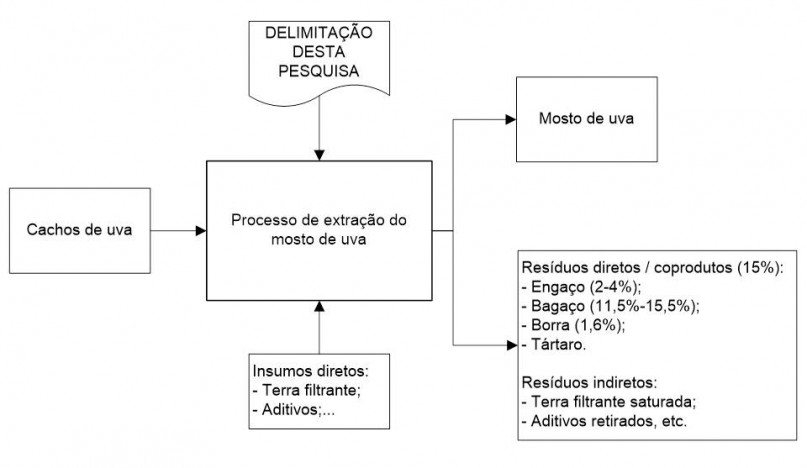 DELIMITAÇÃO
DESTA
PESQUISA
Mosto de uva
Cachos de uva
Processo de extração do
mosto de uva
Resíduos diretos / coprodutos (15%):
- Engaço (2-4%);
- Bagaço (11,5%-15,5%);
- Borra (1,6%);
- Tártaro.
Resíduos indiretos:
- Terra filtrante saturada;
- Aditivos retirados, etc.
Insumos diretos:
- Terra filtrante;
- Aditivos;...